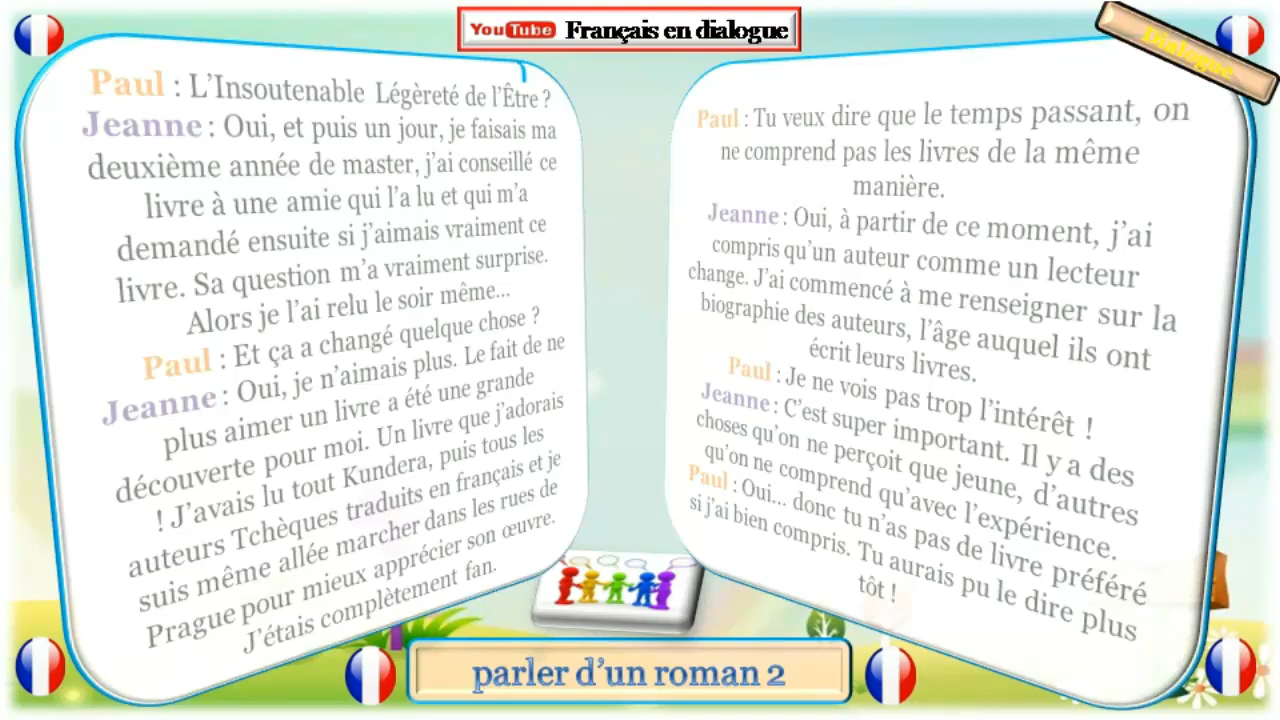 YouTube Français en dialogue
Dialogue
Paul : L’Insoutenable Légèreté de l’Être ?
Jeanne : Oui, et puis un jour, je faisais ma
deuxième année de master, j’ai conseillé ce
livre à une amie qui l’a lu et qui m’a
demandé ensuite si j’aimais vraiment ce
livre. Sa question m’a vraiment surprise.
Alors je l’ai relu le soir même...
Paul : Et ça a changé quelque chose ?
Jeanne : Oui, je n’aimais plus. Le fait de ne
plus aimer un livre a été une grande
découverte pour moi. Un livre que j’adorais
! J’avais lu tout Kundera, puis tous les
auteurs Tchèques traduits en français et je
suis même allée marcher dans les rues de
Prague pour mieux apprécier son œuvre.
J’étais complètement fan.
Paul : Tu veux dire que le temps passant, on
ne comprend pas les livres de la même
manière.
Jeanne : Oui, à partir de ce moment, j’ai
compris qu’un auteur comme un lecteur
change. J’ai commencé à me renseigner sur la
biographie des auteurs, l’âge auquel ils ont
écrit leurs livres.
Paul : Je ne vois pas trop l’intérêt !
Jeanne : C’est super important. Il y a des
choses qu’on ne perçoit que jeune, d’autres
qu’on ne comprend qu’avec l’expérience.
Paul : Oui... donc tu n’as pas de livre préféré
si j’ai bien compris. Tu aurais pu le dire plus
tôt !
parler d’un roman 2